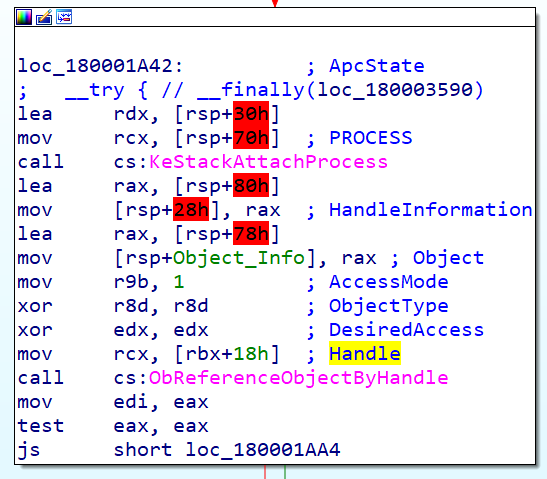 loc_180001A42: ; ApcState
; __try { // __finally(loc_180003590)
lea rdx, [rsp+30h]
mov rcx, [rsp+70h] ; PROCESS
call cs:KeStackAttachProcess
lea rax, [rsp+80h]
mov [rsp+28h], rax ; HandleInformation
lea rax, [rsp+78h]
mov [rsp+Object_Info], rax ; Object
mov r9b, 1 ; AccessMode
xor r8d, r8d ; ObjectType
xor edx, edx ; DesiredAccess
mov rcx, [rbx+18h] ; Handle
call cs:ObReferenceObjectByHandle
mov edi, eax
test eax, eax
js short loc_180001AA4